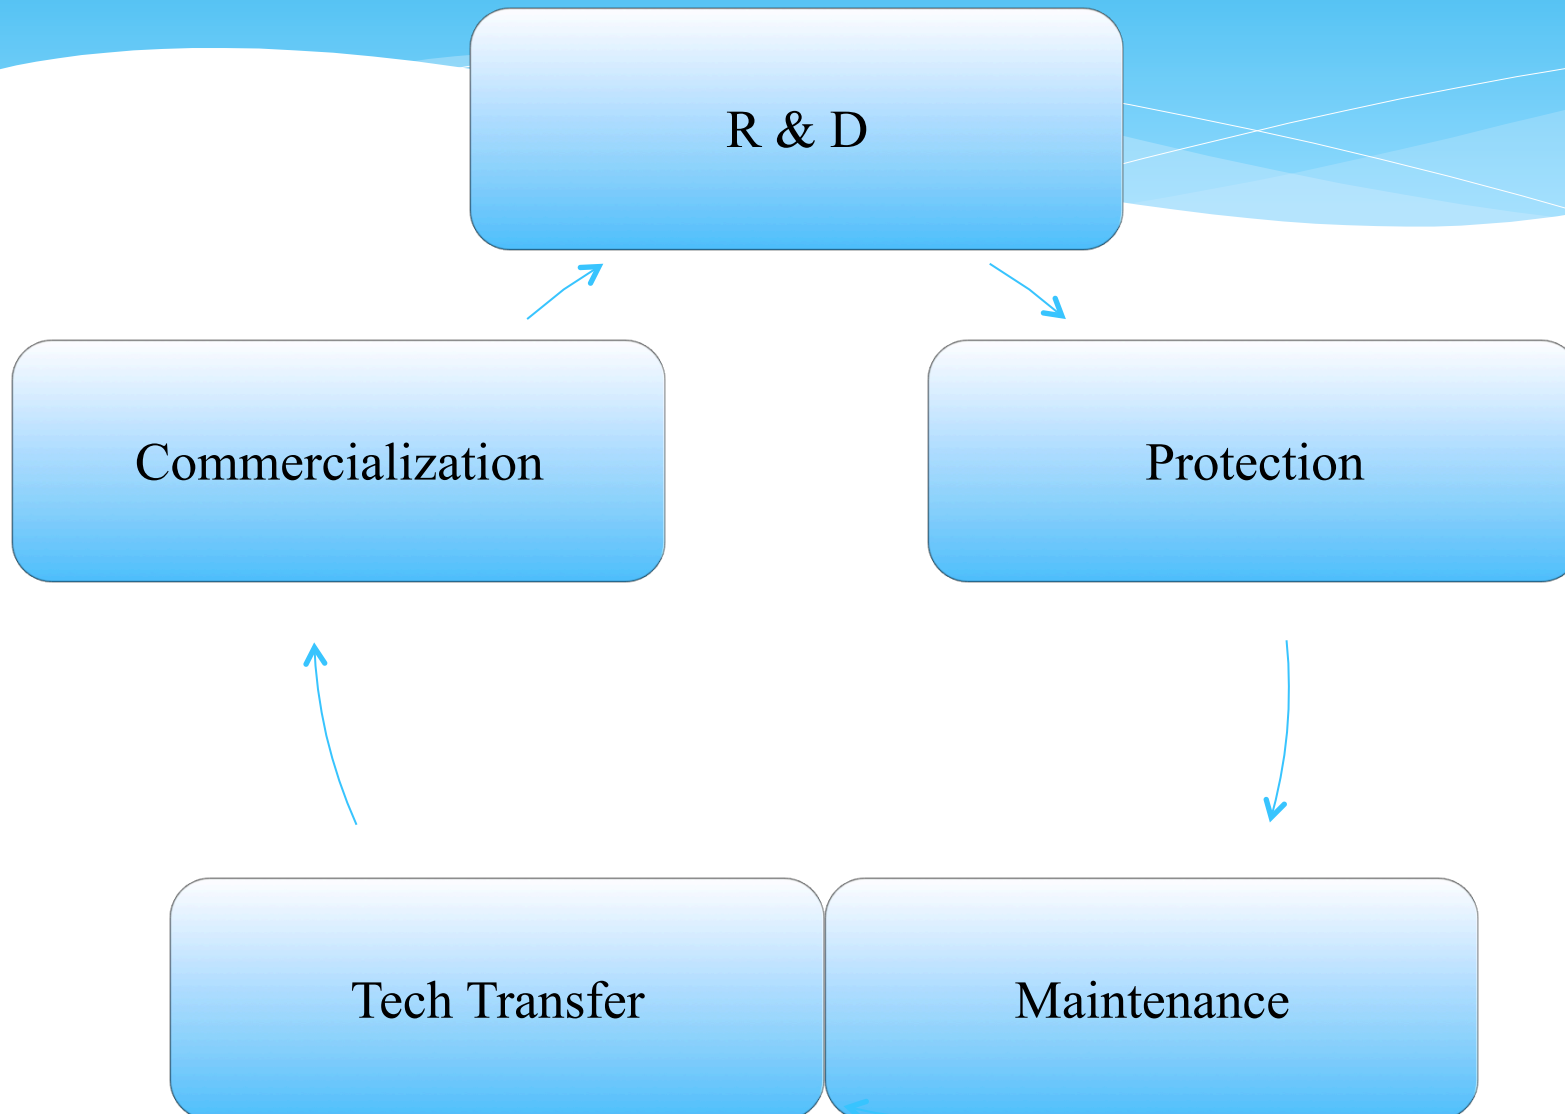 R & D
Commercialization
Protection
Tech Transfer
Maintenance